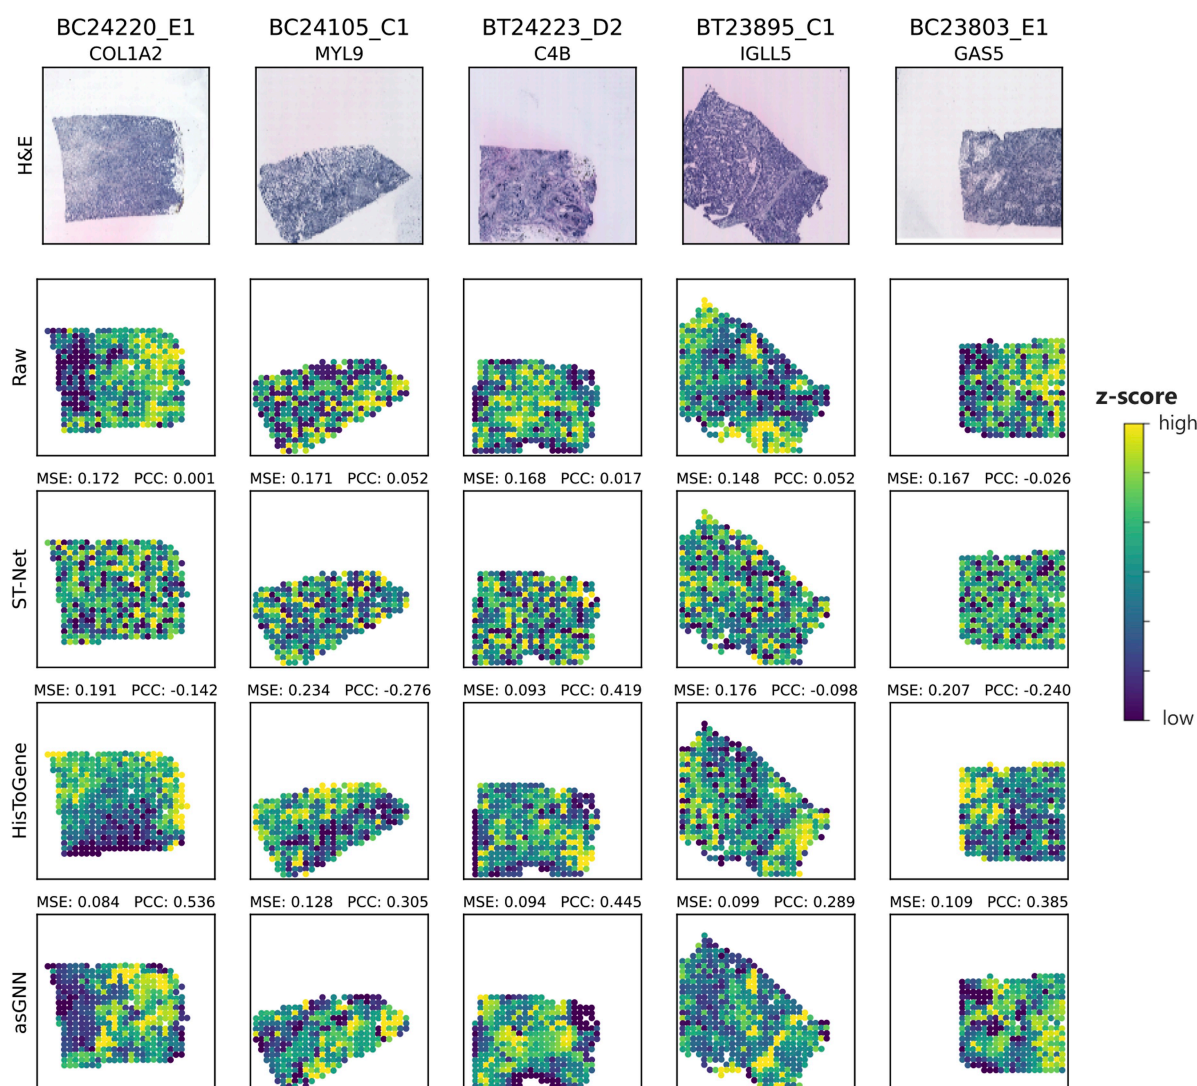 BC24220_E1 BC24105_C1 BT24223_D2 BT23895_C1 BC23803_E1
COL1A2 MYL9 C4B IGLL5 GAS5
H&E
Raw
z-score
high
low
MSE: 0.172 PCC: 0.001 MSE: 0.171 PCC: 0.052 MSE: 0.168 PCC: 0.017 MSE: 0.148 PCC: 0.052 MSE: 0.167 PCC: -0.026
ST-Net
MSE: 0.191 PCC: -0.142 MSE: 0.234 PCC: -0.276 MSE: 0.093 PCC: 0.419 MSE: 0.176 PCC: -0.098 MSE: 0.207 PCC: -0.240
HisToGene
MSE: 0.084 PCC: 0.536 MSE: 0.128 PCC: 0.305 MSE: 0.094 PCC: 0.445 MSE: 0.099 PCC: 0.289 MSE: 0.109 PCC: 0.385
asGNN